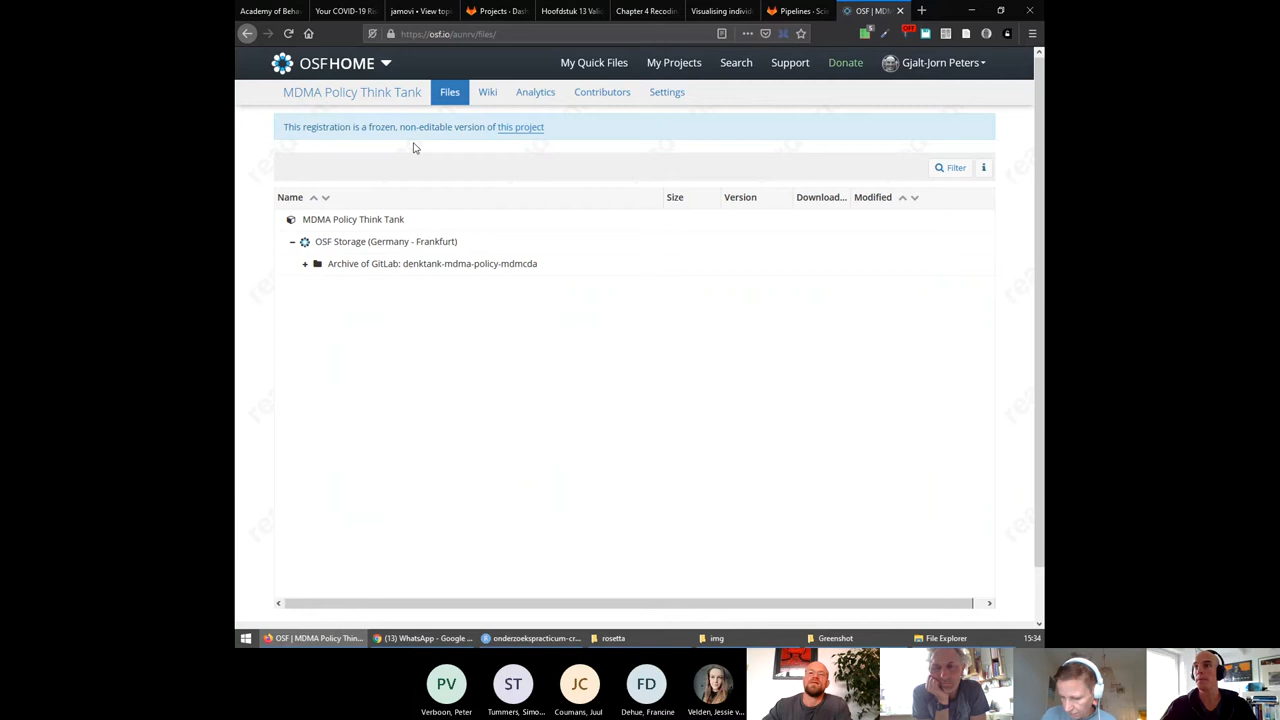 Academy of Beha
Your COVID-19 R
jamovi • View top
Projects · Dash
Hoofdstuk 13 Vali
Chapter 4 Recodin
Visualising individ
Pipelines · Scie
OSF | MDM
https://osf.io/aunrv/files/
5
OFF
OSFHOME
My Quick Files
My Projects
Search
Support
Donate
Gjalt-Jorn Peters
MDMA Policy Think Tank
Files
Wiki
Analytics
Contributors
Settings
This registration is a frozen, non-editable version of this project
Filter
Name
Size
Version
Download...
Modified
MDMA Policy Think Tank
OSF Storage (Germany - Frankfurt)
Archive of GitLab: denktank-mdma-policy-mdmcda
OSF | MDMA Policy Thin...
(13) WhatsApp - Google ...
onderzoekspracticum-cr...
rosetta
img
Greenshot
File Explorer
15:34
PV
ST
JC
FD
Verboon, Peter
Tummers, Simo...
Coumans, Juul
Dehue, Francine
Velden, Jessie v...